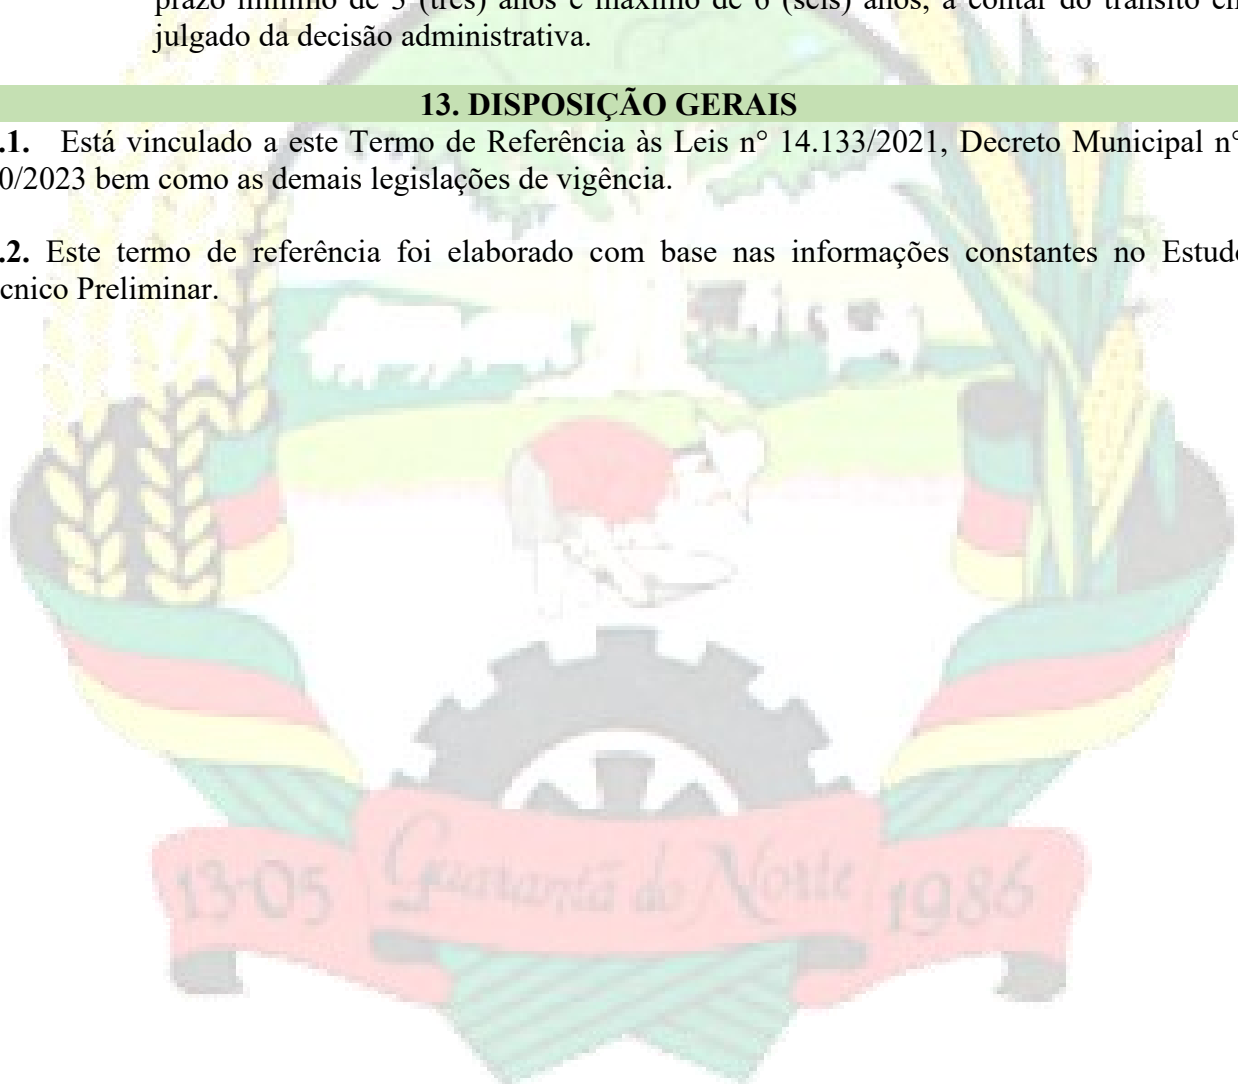 prazo mínimo de 3 (três) anos e máximo de 6 (seis) anos, a contar do trânsito em
julgado da decisão administrativa.
13. DISPOSIÇÃO GERAIS
.1. Está vinculado a este Termo de Referência às Leis n° 14.133/2021, Decreto Municipal n°
0/2023 bem como as demais legislações de vigência.
.2. Este termo de referência foi elaborado com base nas informações constantes no Estudo
cnico Preliminar.
13-05 Guarantã do Norte 1986